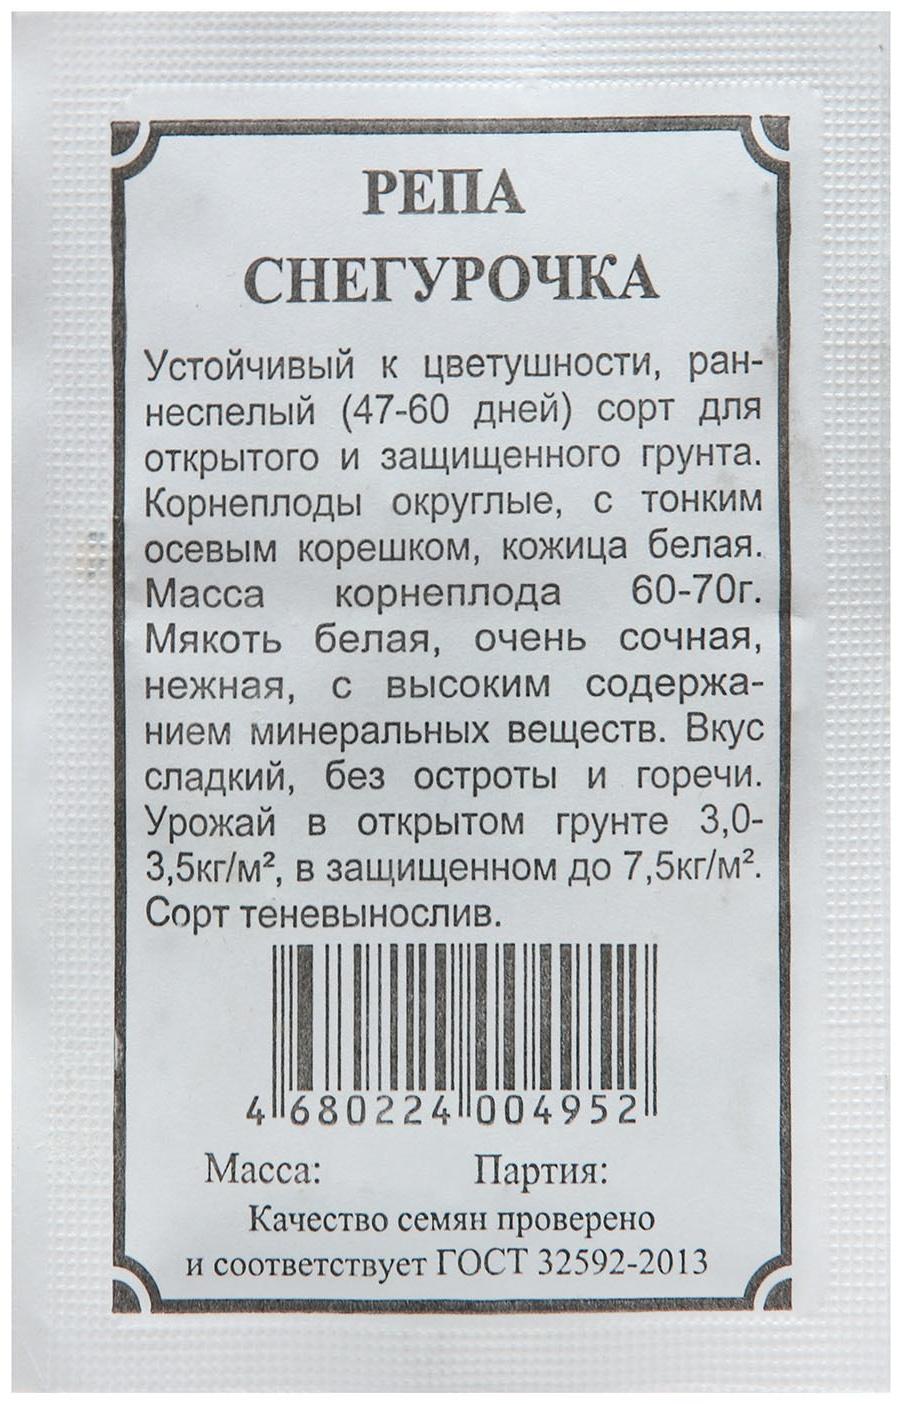 РЕПА
СНЕГУРОЧКА
Устойчивый к цветушности, ран-
неспелый (47-60 дней) сорт для
открытого и защищенного грунта.
Корнеплоды округлые, с тонким
осевым корешком, кожица белая.
Масса корнеплода 60-70г.
Мякоть белая, очень сочная,
нежная, с высоким содержа-
нием минеральных веществ. Вкус
сладкий, без остроты и горечи.
Урожай в открытом грунте 3,0-
3,5кг/м², в защищенном до 7,5кг/м².
Сорт теневынослив.
4 680224 004952
Масса: Партия:
Качество семян проверено
и соответствует ГОСТ 32592-2013